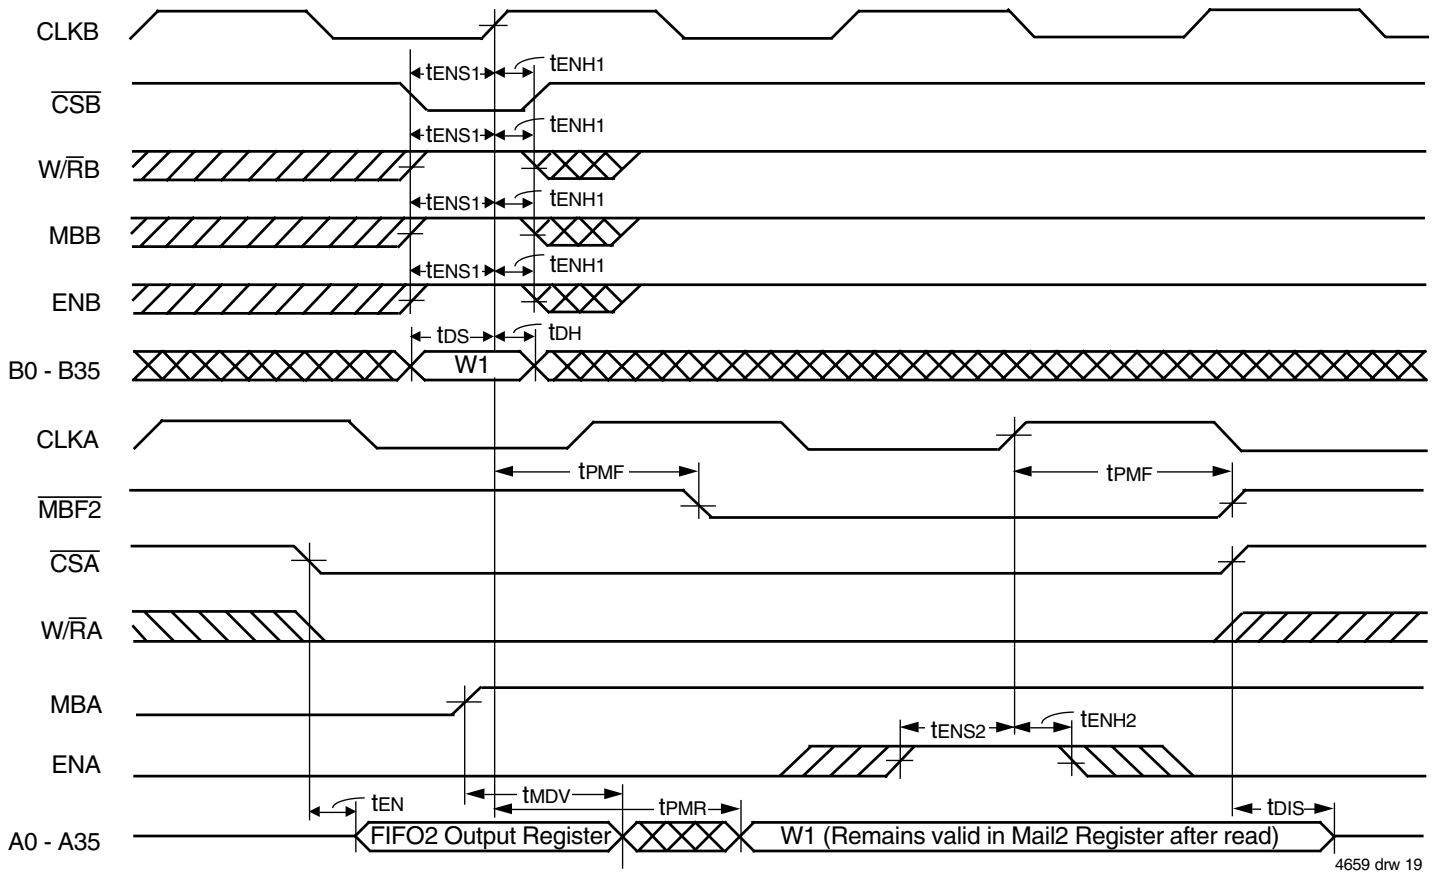 CLKB
tENS1
tENH1
CSB
tENS1
tENH1
W/RB
tENS1
tENH1
MBB
tENS1
tENH1
ENB
tDS
tDH
B0 - B35
W1
CLKA
tPMF
tPMF
MBF2
CSA
W/RA
MBA
tENS2
tENH2
ENA
tEN
tMDV
tPMR
tDIS
A0 - A35
FIFO2 Output Register
W1 (Remains valid in Mail2 Register after read)
4659 drw 19